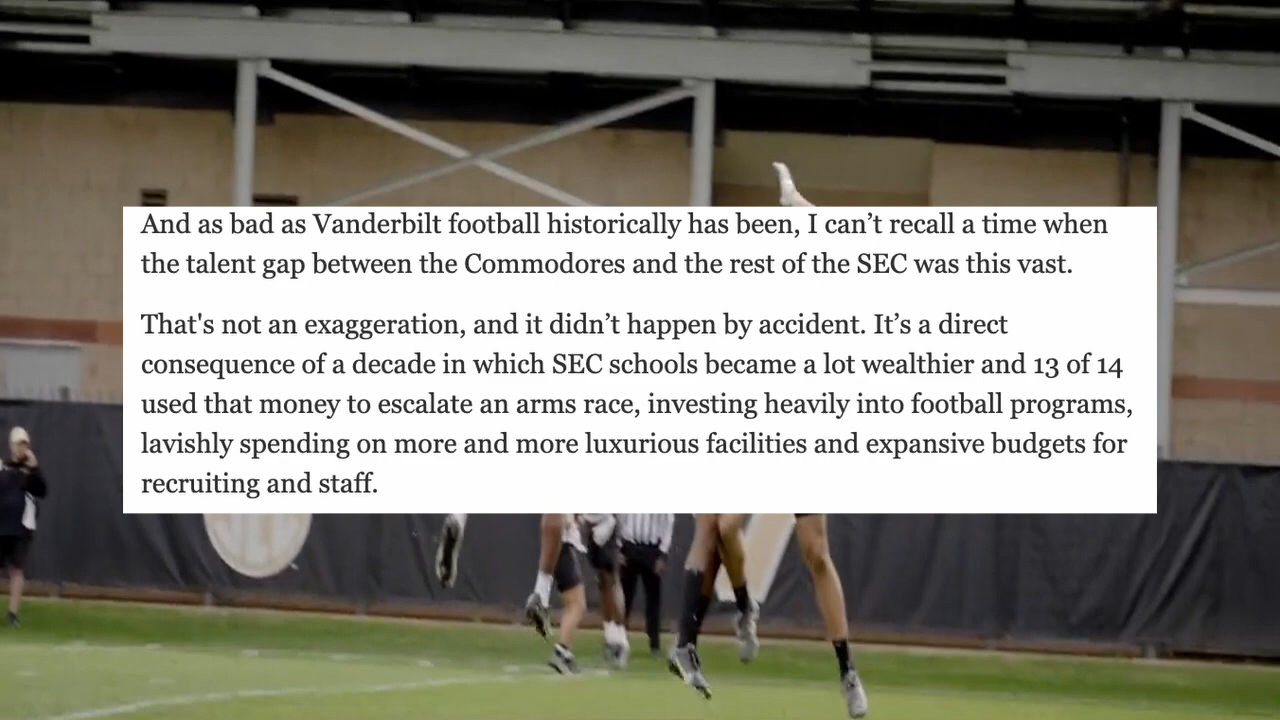 And as bad as Vanderbilt football historically has been, I can’t recall a time when
the talent gap between the Commodores and the rest of the SEC was this vast.
That's not an exaggeration, and it didn’t happen by accident. It’s a direct
consequence of a decade in which SEC schools became a lot wealthier and 13 of 14
used that money to escalate an arms race, investing heavily into football programs,
lavishly spending on more and more luxurious facilities and expansive budgets for
recruiting and staff.